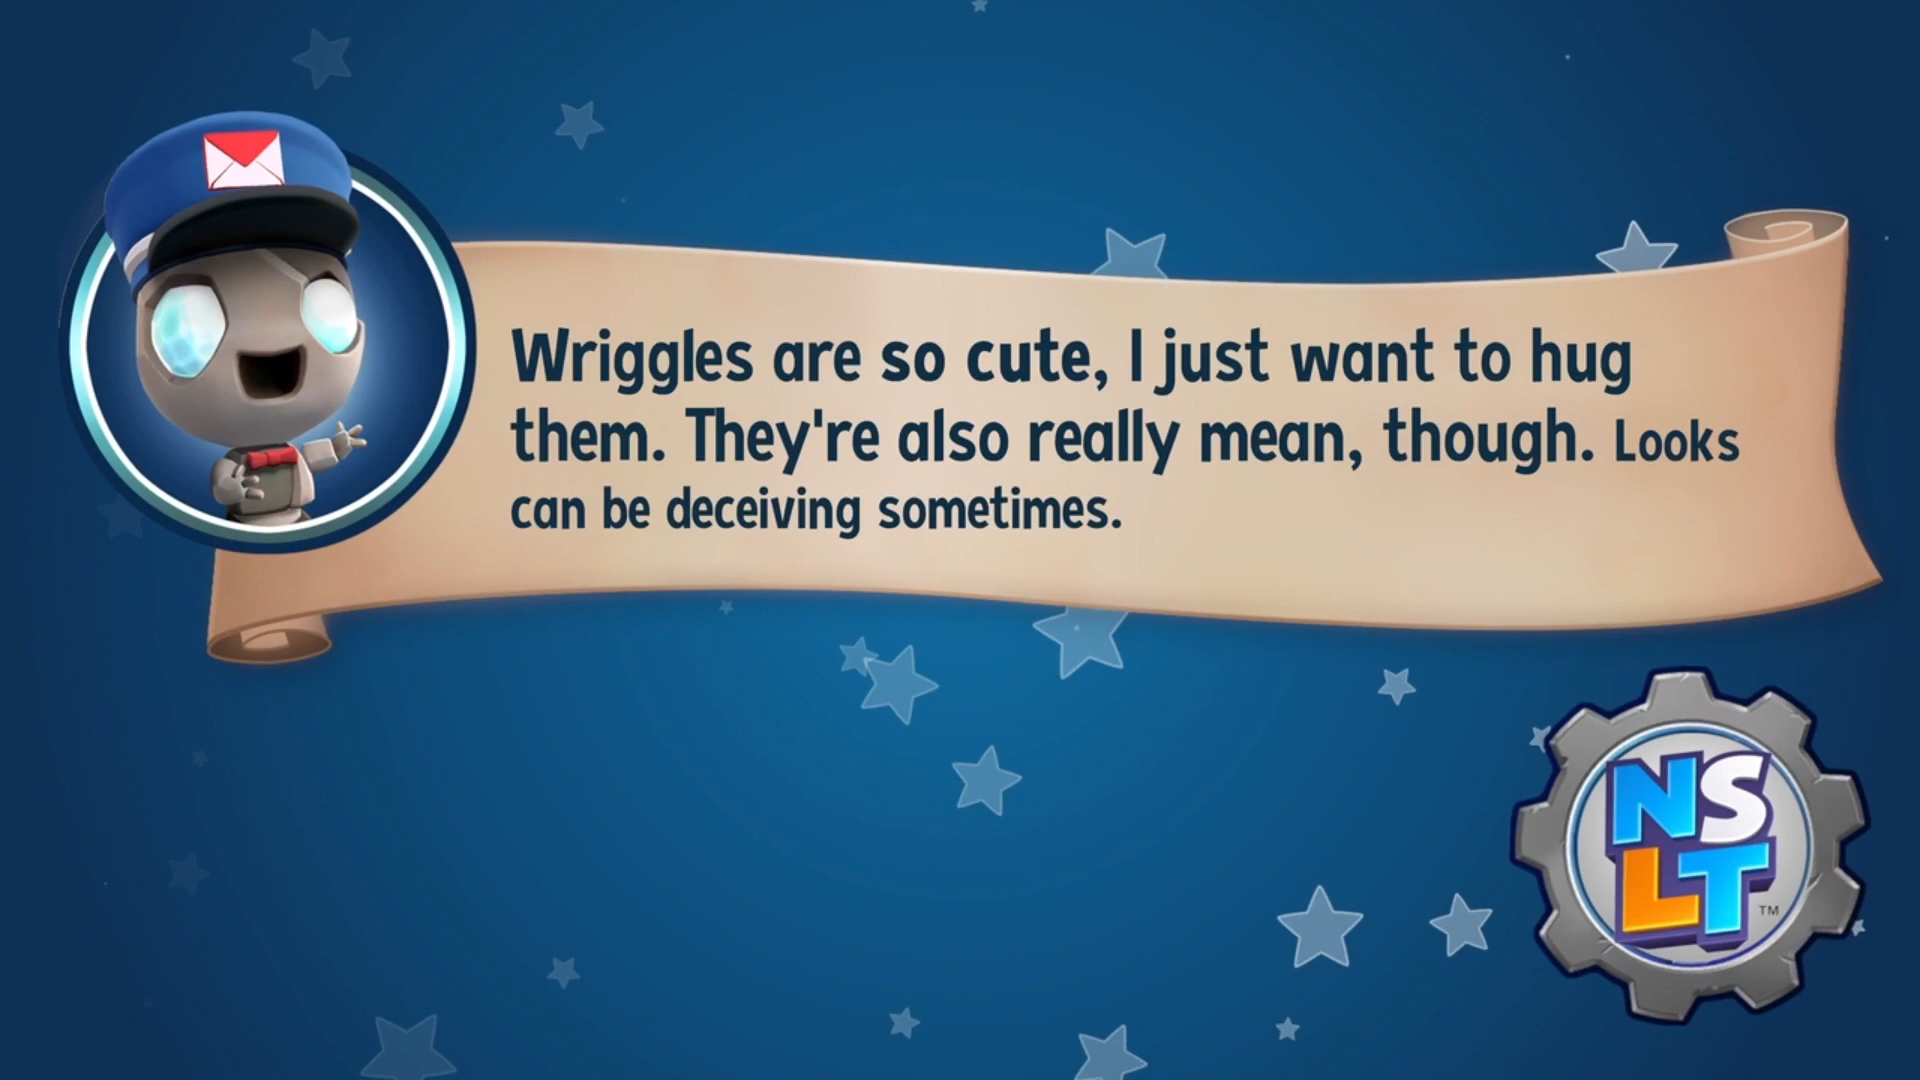 Wriggles are so cute, I just want to hug
them. They're also really mean, though. Looks
can be deceiving sometimes.
NS
LT
TM